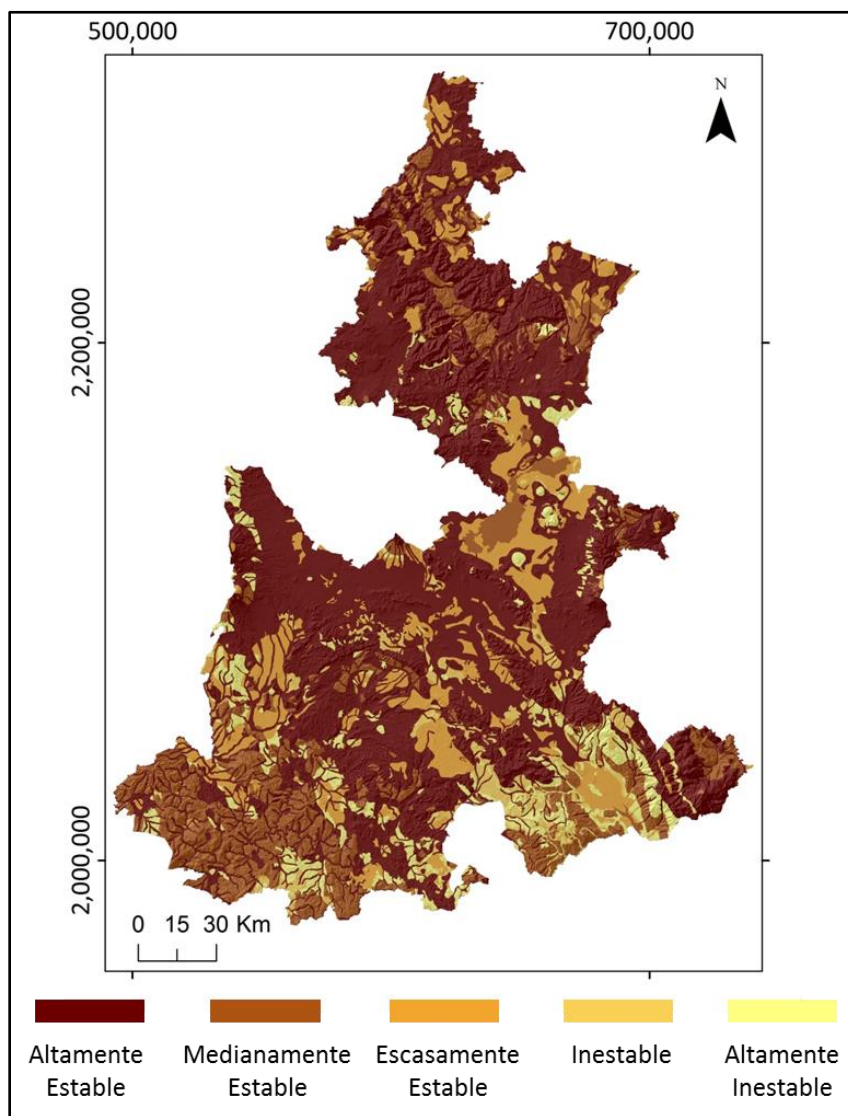 500,000 700,000
N
2,200,000
2,000,000
0 15 30 Km
Altamente Estable
Medianamente Estable
Escasamente Estable
Inestable
Altamente Inestable